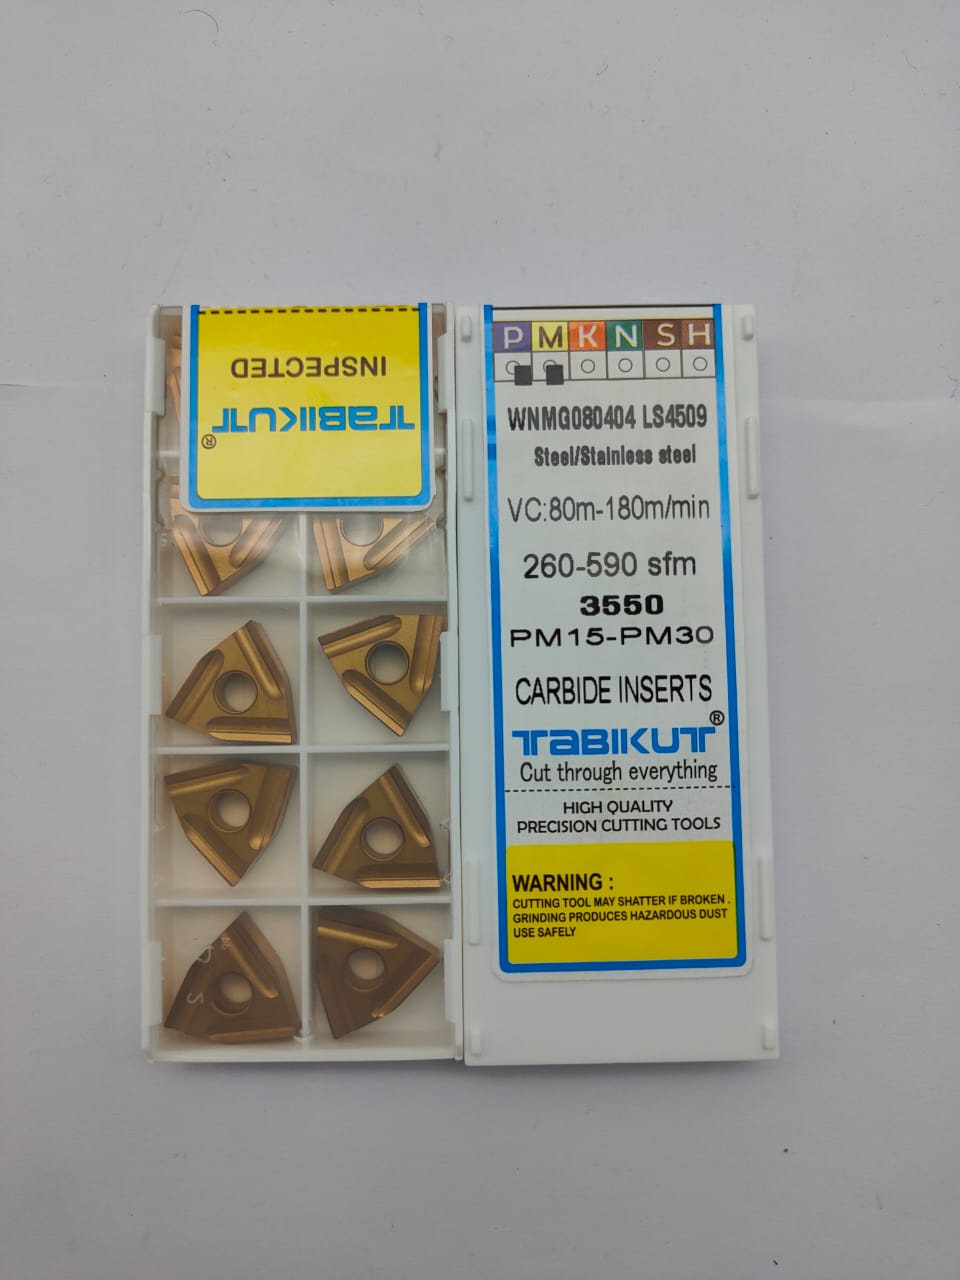 INSPECTED
TABIKUT®
P M K N S H
WNMG080404 LS4509
Steel/Stainless steel
VC:80m-180m/min
260-590 sfm
3550
PM15-PM30
CARBIDE INSERTS
TABIKUT®
Cut through everything
HIGH QUALITY
PRECISION CUTTING TOOLS
WARNING :
CUTTING TOOL MAY SHATTER IF BROKEN .
GRINDING PRODUCES HAZARDOUS DUST
USE SAFELY